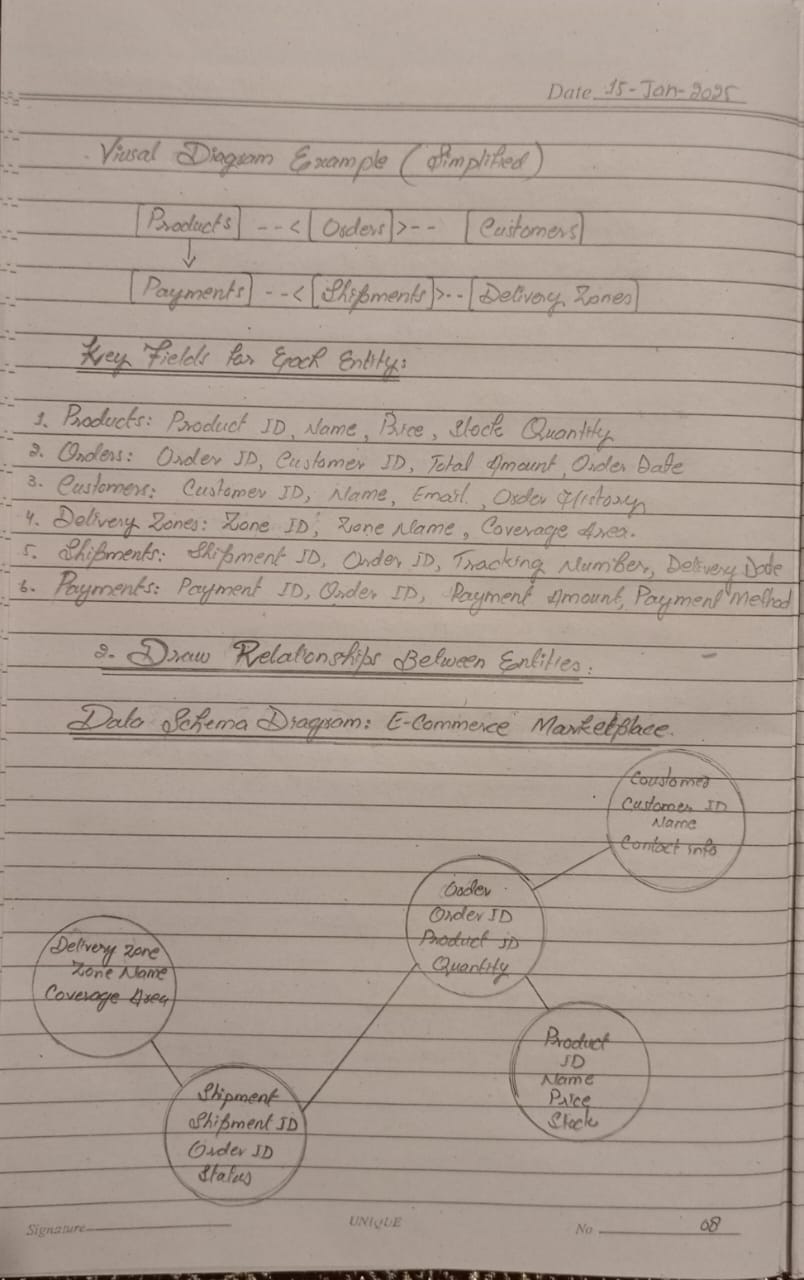 Date 15-Jan-2025
Viusal Diagram Example (Simplified)
[Products] --<[Orders]>-- [Customers]
[Payments] --<[Shipments]>--[Delivery Zones]
Key Fields for Each Entity:
1. Products: Product ID, Name, Price, Stock Quantity
2. Orders: Order ID, Customer ID, Total Amount, Order Date
3. Customers: Customer ID, Name, Email, Order History
4. Delivery Zones: Zone ID, Zone Name, Coverage Area.
5. Shipments: Shipment ID, Order ID, Tracking Number, Delivery Date
6. Payments: Payment ID, Order ID, Payment Amount, Payment Method
2. Draw Relationships Between Entities:
Data Schema Diagram: E-Commerce Marketplace.
Coustomer
Customer ID
Name
Contact info
Order
Order ID
Product ID
Quantity
Delivery Zone
Zone Name
Coverage Area
Product
ID
Name
Price
Stock
Shipment
Shipment ID
Order ID
Status
Signature
UNIQUE
No 08